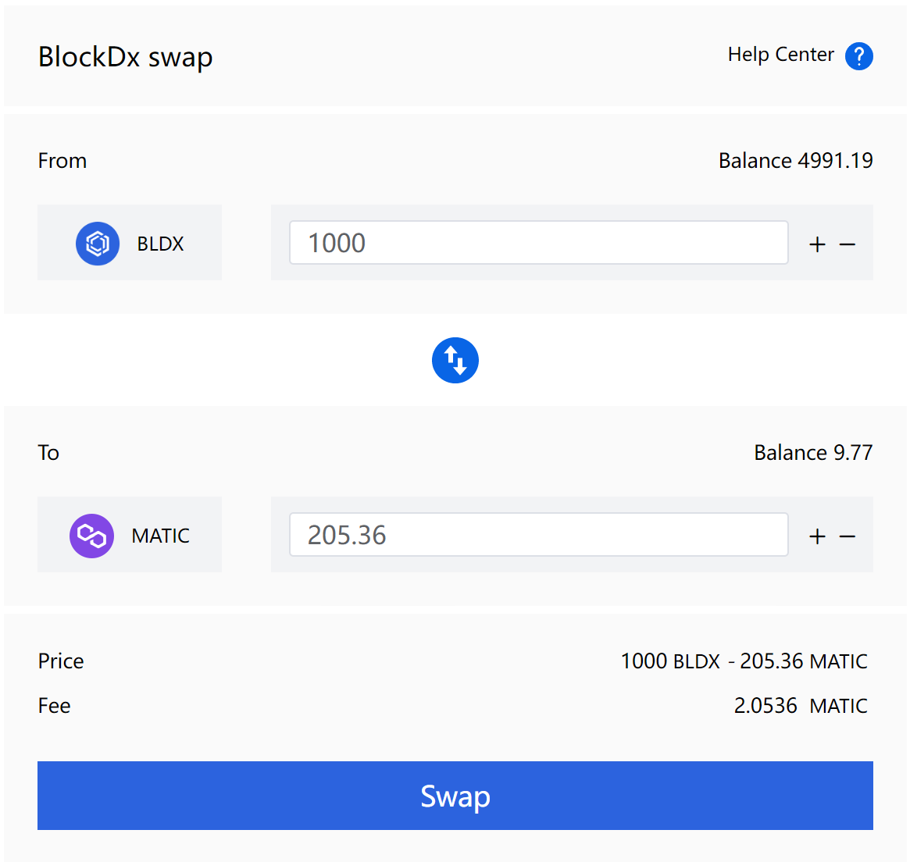 BlockDx swap
Help Center ?
From
Balance 4991.19
BLDX
1000
+ −
To
Balance 9.77
MATIC
205.36
+ −
Price
1000 BLDX - 205.36 MATIC
Fee
2.0536 MATIC
Swap